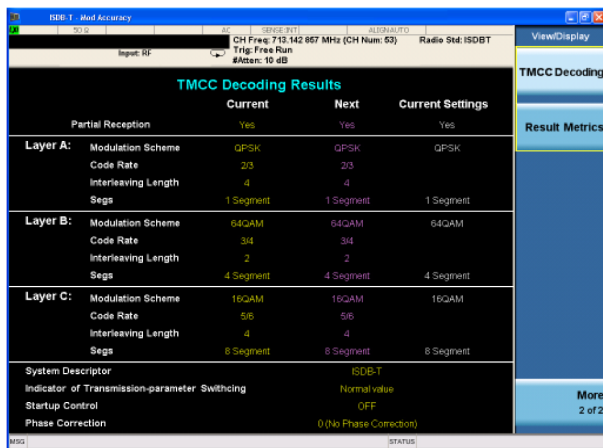 ISDB-T - Mod Accuracy
50 Ω AC SENSE:INT ALIGNAUTO
Input: RF
CH Freq: 713.142 857 MHz (CH Num: 53) Radio Std: ISDBT
Trig: Free Run
#Atten: 10 dB
View/Display
TMCC Decoding
Result Metrics
More
2 of 2
TMCC Decoding Results
Current Next Current Settings
Partial Reception Yes Yes Yes
Layer A: Modulation Scheme QPSK QPSK QPSK
Code Rate 2/3 2/3
Interleaving Length 4 4
Segs 1 Segment 1 Segment 1 Segment
Layer B: Modulation Scheme 64QAM 64QAM 64QAM
Code Rate 3/4 3/4
Interleaving Length 2 2
Segs 4 Segment 4 Segment 4 Segment
Layer C: Modulation Scheme 16QAM 16QAM 16QAM
Code Rate 5/6 5/6
Interleaving Length 4 4
Segs 8 Segment 8 Segment 8 Segment
System Descriptor ISDB-T
Indicator of Transmission-parameter Swithcing Normal value
Startup Control OFF
Phase Correction 0 (No Phase Correction)
MSG STATUS